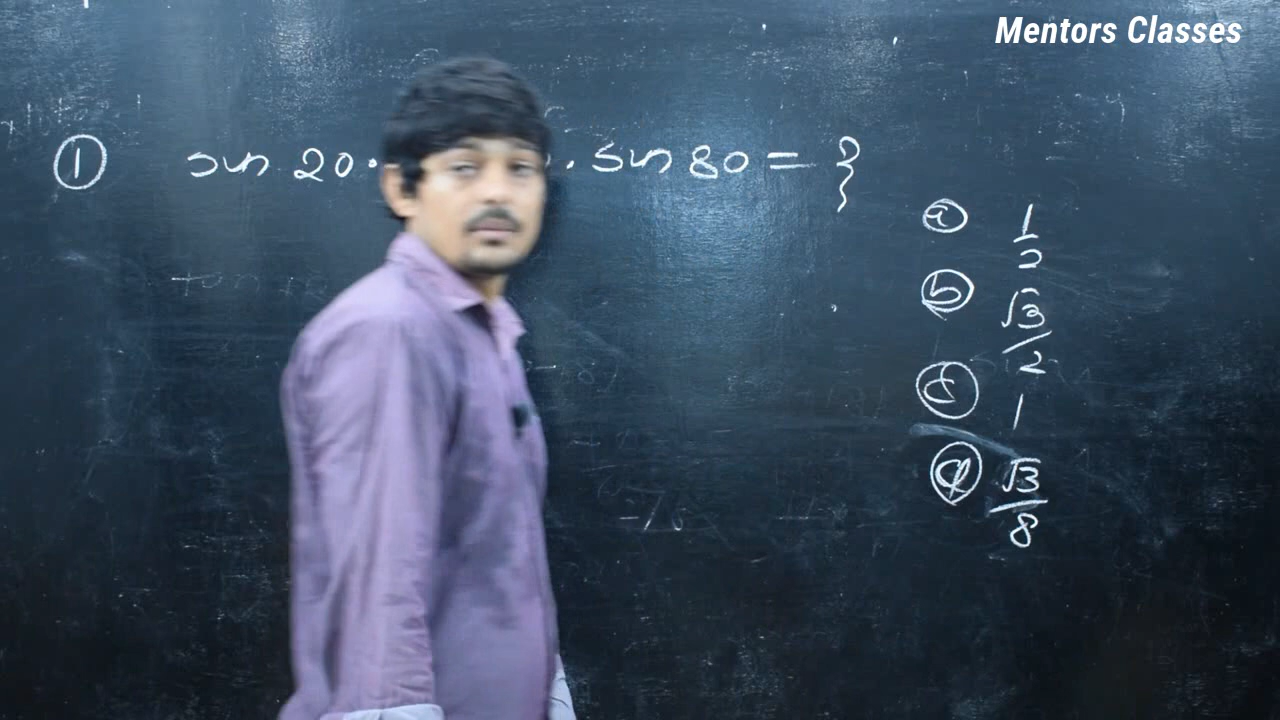 Mentors Classes
① sin 20 . . sin 80 = ?
ⓐ 1/2
ⓑ √3/2
ⓒ 1
ⓓ √3/8